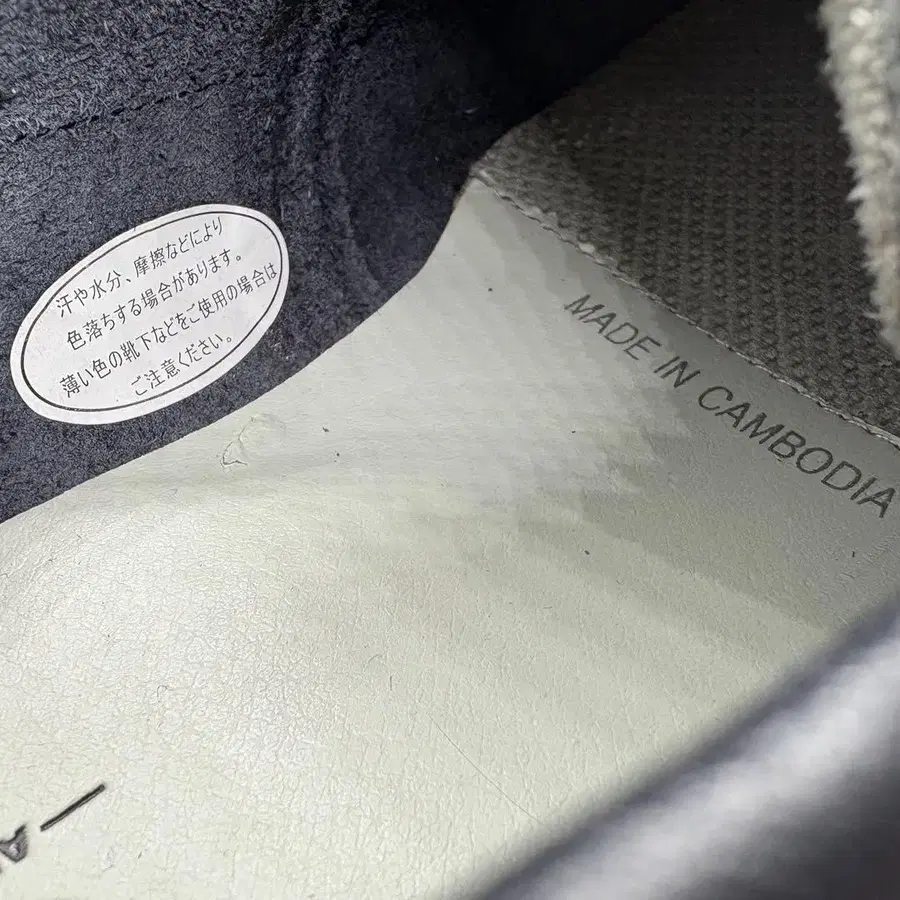 汗や水分、摩擦などにより
色落ちする場合があります。
薄い色の靴下などをご使用の場合は
ご注意ください。
MADE IN CAMBODIA